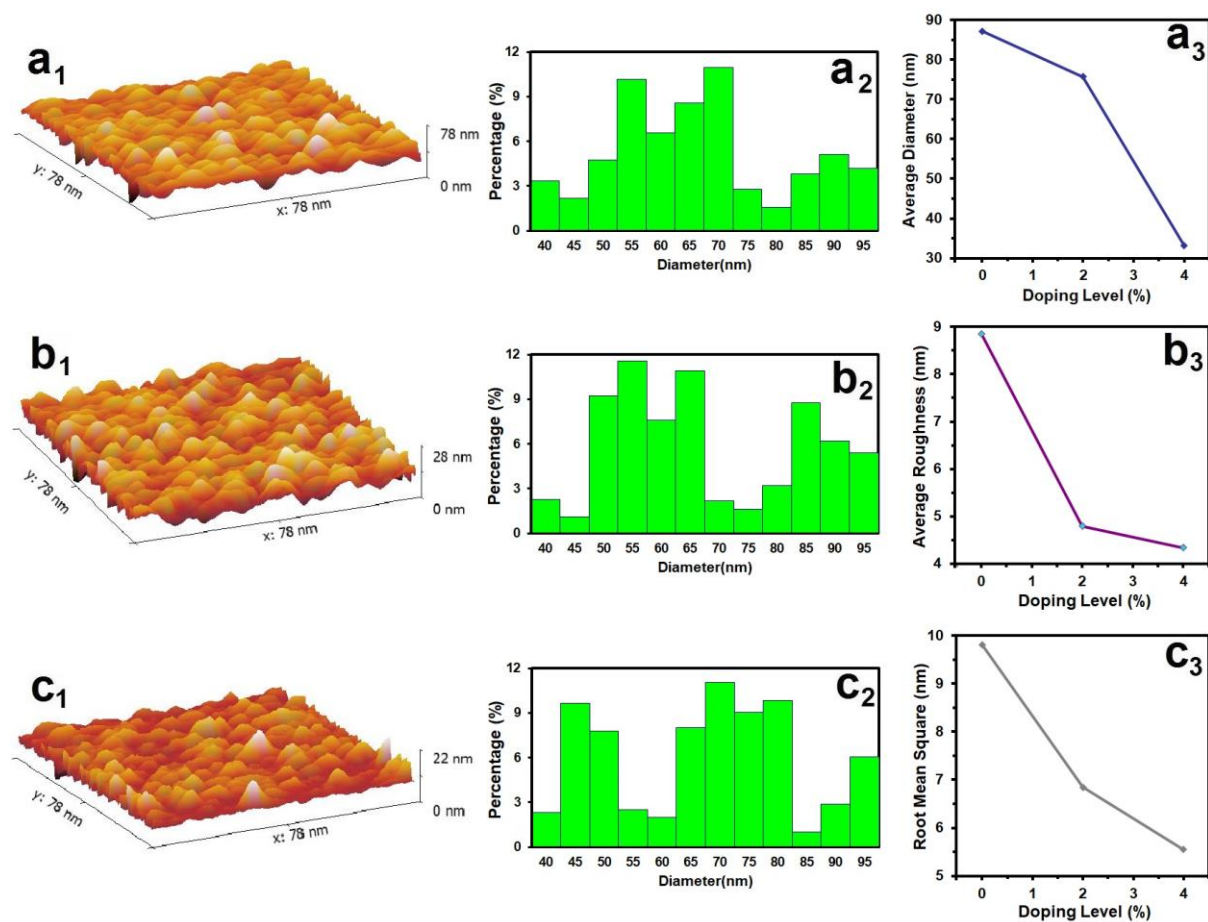 a1
78 nm
0 nm
y: 78 nm
x: 78 nm
a2
Percentage (%)
12
9
6
3
0
40 45 50 55 60 65 70 75 80 85 90 95
Diameter(nm)
a3
Average Diameter (nm)
90
80
70
60
50
40
30
0 1 2 3 4
Doping Level (%)
b1
28 nm
0 nm
y: 78 nm
x: 78 nm
b2
Percentage (%)
12
9
6
3
0
40 45 50 55 60 65 70 75 80 85 90 95
Diameter(nm)
b3
Average Roughness (nm)
9
8
7
6
5
4
0 1 2 3 4
Doping Level (%)
c1
22 nm
0 nm
y: 78 nm
x: 78 nm
c2
Percentage (%)
12
9
6
3
0
40 45 50 55 60 65 70 75 80 85 90 95
Diameter(nm)
c3
Root Mean Square (nm)
10
9
8
7
6
5
0 1 2 3 4
Doping Level (%)